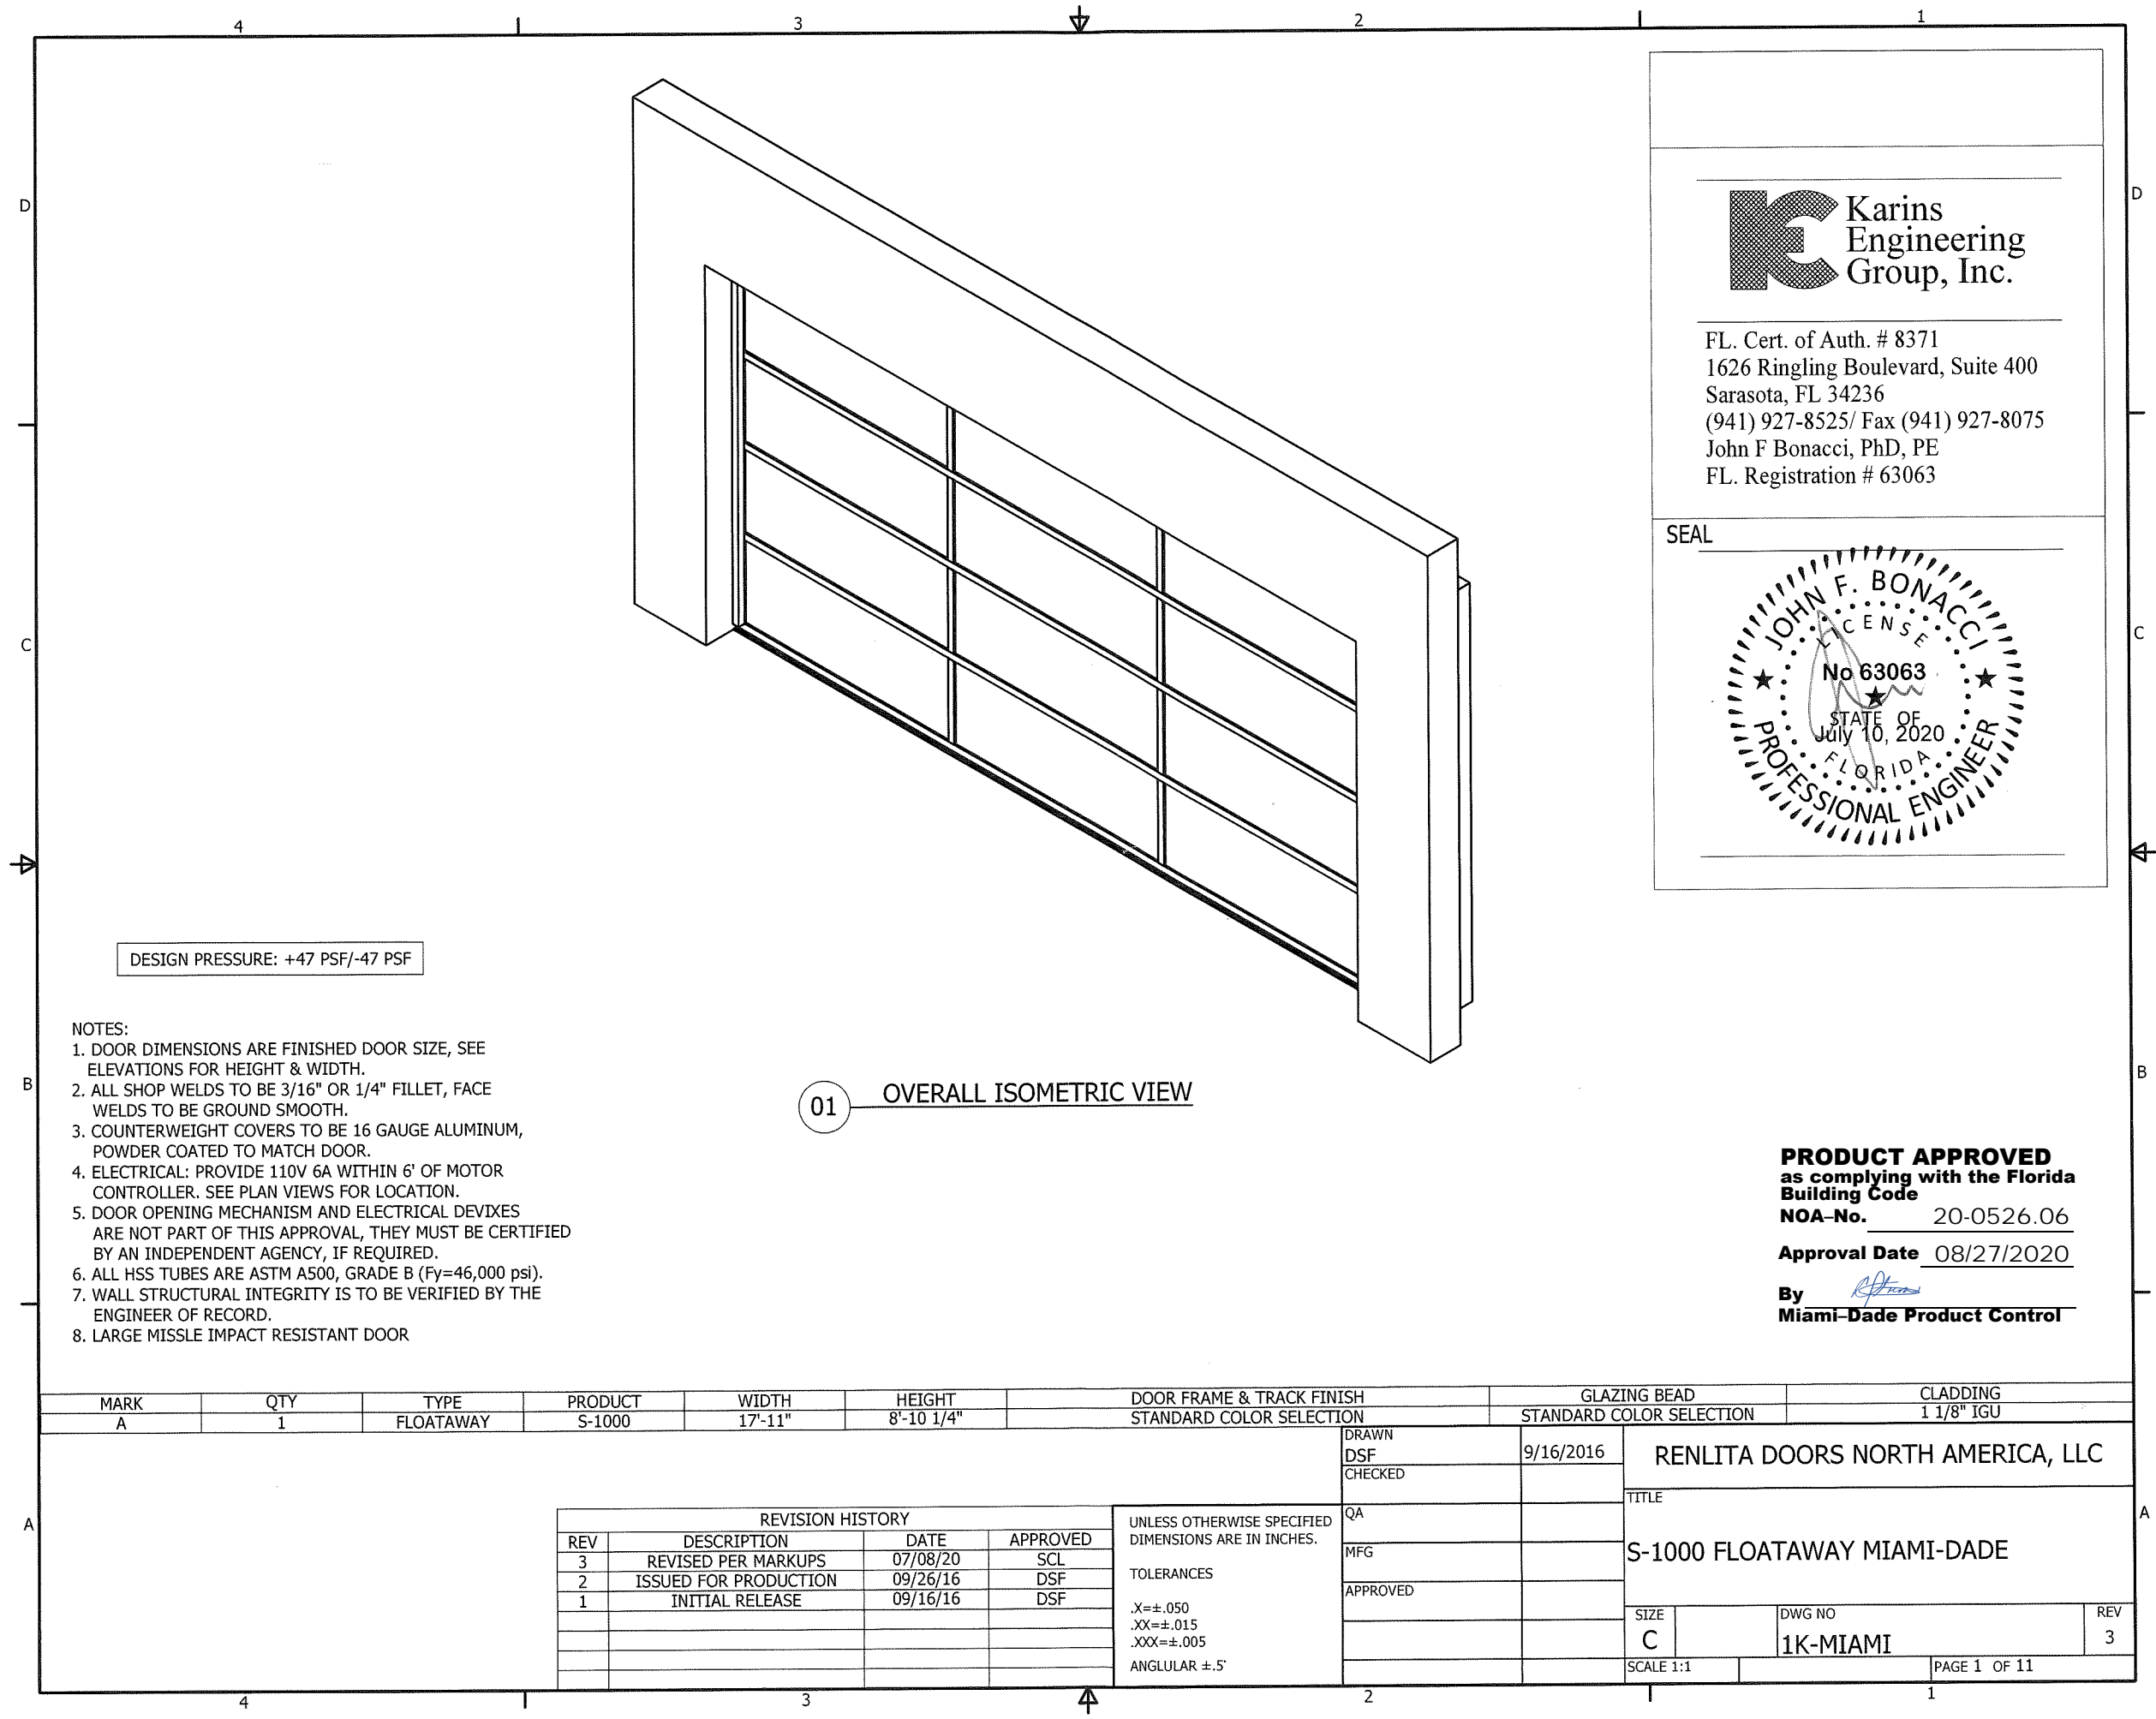 4 3 2 1
D D
C C
B B
A A
Karins
Engineering
Group, Inc.
FL. Cert. of Auth. # 8371
1626 Ringling Boulevard, Suite 400
Sarasota, FL 34236
(941) 927-8525/ Fax (941) 927-8075
John F Bonacci, PhD, PE
FL. Registration # 63063
SEAL
JOHN F. BONACCI
LICENSE
No 63063
STATE OF
July 10, 2020
FLORIDA
PROFESSIONAL ENGINEER
DESIGN PRESSURE: +47 PSF/-47 PSF
NOTES:
1. DOOR DIMENSIONS ARE FINISHED DOOR SIZE, SEE
ELEVATIONS FOR HEIGHT & WIDTH.
2. ALL SHOP WELDS TO BE 3/16" OR 1/4" FILLET, FACE
WELDS TO BE GROUND SMOOTH.
3. COUNTERWEIGHT COVERS TO BE 16 GAUGE ALUMINUM,
POWDER COATED TO MATCH DOOR.
4. ELECTRICAL: PROVIDE 110V 6A WITHIN 6' OF MOTOR
CONTROLLER. SEE PLAN VIEWS FOR LOCATION.
5. DOOR OPENING MECHANISM AND ELECTRICAL DEVIXES
ARE NOT PART OF THIS APPROVAL, THEY MUST BE CERTIFIED
BY AN INDEPENDENT AGENCY, IF REQUIRED.
6. ALL HSS TUBES ARE ASTM A500, GRADE B (Fy=46,000 psi).
7. WALL STRUCTURAL INTEGRITY IS TO BE VERIFIED BY THE
ENGINEER OF RECORD.
8. LARGE MISSLE IMPACT RESISTANT DOOR
01 OVERALL ISOMETRIC VIEW
PRODUCT APPROVED
as complying with the Florida
Building Code
NOA–No. 20-0526.06
Approval Date 08/27/2020
By
Miami–Dade Product Control
MARK QTY TYPE PRODUCT WIDTH HEIGHT DOOR FRAME & TRACK FINISH GLAZING BEAD CLADDING
A 1 FLOATAWAY S-1000 17'-11" 8'-10 1/4" STANDARD COLOR SELECTION STANDARD COLOR SELECTION 1 1/8" IGU
REVISION HISTORY
REV DESCRIPTION DATE APPROVED
3 REVISED PER MARKUPS 07/08/20 SCL
2 ISSUED FOR PRODUCTION 09/26/16 DSF
1 INITIAL RELEASE 09/16/16 DSF
UNLESS OTHERWISE SPECIFIED
DIMENSIONS ARE IN INCHES.
TOLERANCES
.X=±.050
.XX=±.015
.XXX=±.005
ANGLULAR ±.5°
DRAWN
DSF 9/16/2016
CHECKED
QA
MFG
APPROVED
RENLITA DOORS NORTH AMERICA, LLC
TITLE
S-1000 FLOATAWAY MIAMI-DADE
SIZE
C
DWG NO
1K-MIAMI
REV
3
SCALE 1:1
PAGE 1 OF 11
4 3 2 1